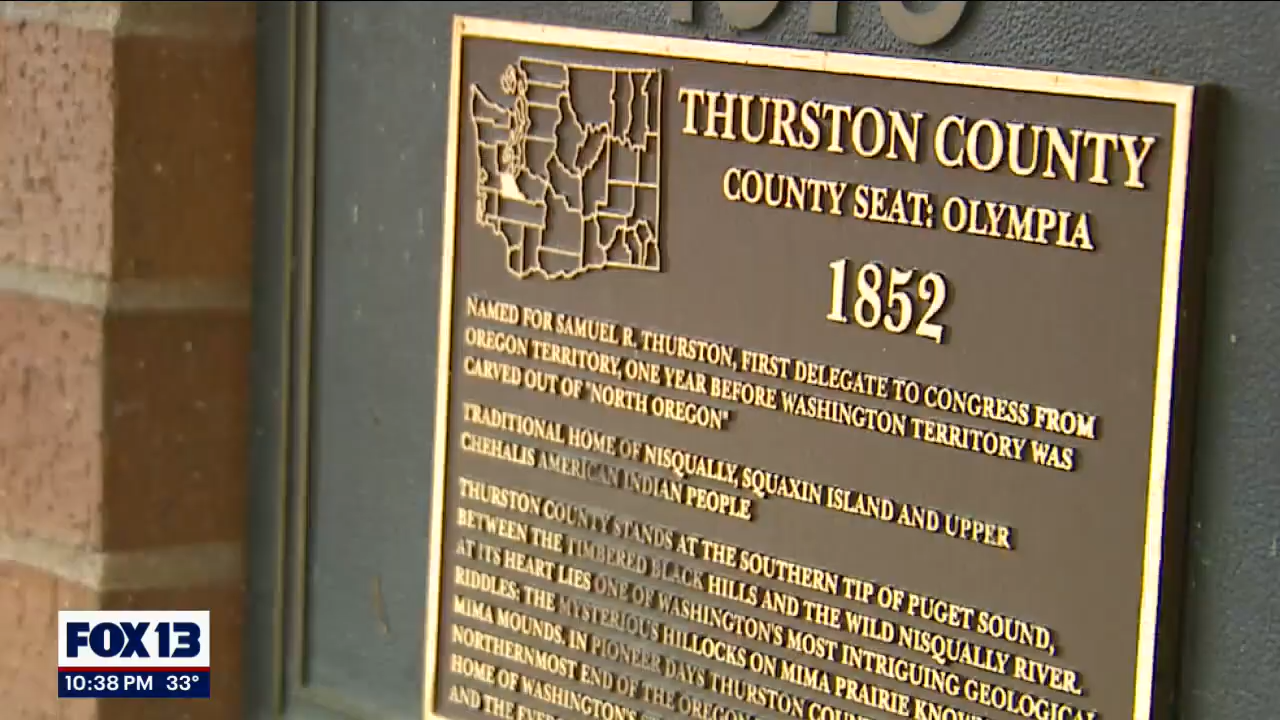 THURSTON COUNTY
COUNTY SEAT: OLYMPIA
1852
NAMED FOR SAMUEL R. THURSTON, FIRST DELEGATE TO CONGRESS FROM
OREGON TERRITORY, ONE YEAR BEFORE WASHINGTON TERRITORY WAS
CARVED OUT OF "NORTH OREGON"
TRADITIONAL HOME OF NISQUALLY, SQUAXIN ISLAND AND UPPER
CHEHALIS AMERICAN INDIAN PEOPLE
THURSTON COUNTY STANDS AT THE SOUTHERN TIP OF PUGET SOUND,
BETWEEN THE TIMBERED BLACK HILLS AND THE WILD NISQUALLY RIVER.
AT ITS HEART LIES ONE OF WASHINGTON'S MOST INTRIGUING GEOLOGICAL
RIDDLES: THE MYSTERIOUS HILLOCKS ON MIMA PRAIRIE
MIMA MOUNDS. IN PIONEER DAYS THURSTON
NORTHERNMOST END OF THE OREGON
HOME OF WASHINGTON'S
AND THE
FOX 13
10:38 PM 33°